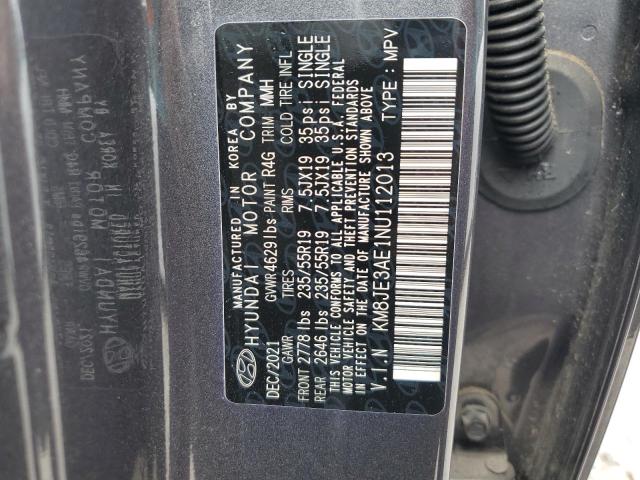 MANUFACTURED IN KOREA BY
HYUNDAI MOTOR COMPANY
DEC/2021 GVWR 4629 lbs PAINT R4G TRIM MMH
GAWR TIRES RIMS COLD TIRE INFL
FRONT 2778 lbs 235/55R19 7.5JX19 35psi SINGLE
REAR 2646 lbs 235/55R19 7.5JX19 35psi SINGLE
THIS VEHICLE CONFORMS TO ALL APPLICABLE U.S.A. FEDERAL
MOTOR VEHICLE SAFETY AND THEFT PREVENTION STANDARDS
IN EFFECT ON THE DATE OF MANUFACTURE SHOWN ABOVE
V.I.N KM8JE3AE1NU112013 TYPE : MPV